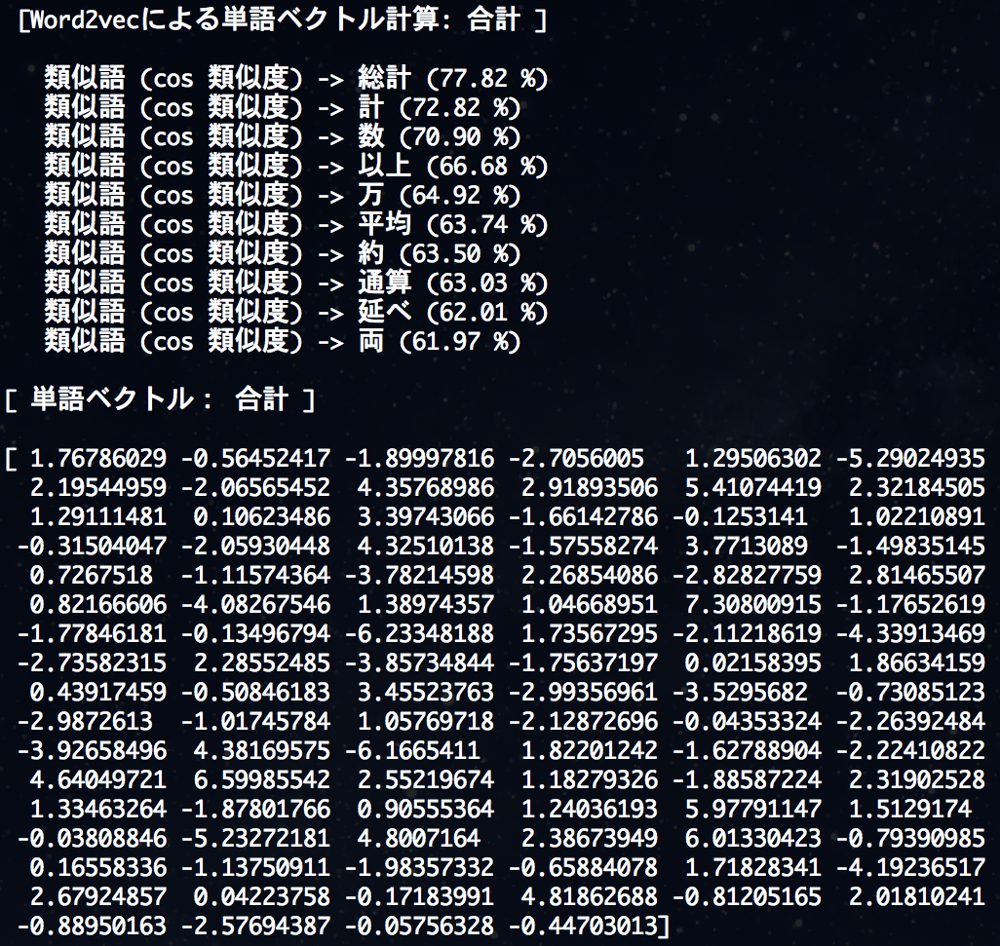 [Word2vecによる単語ベクトル計算: 合計 ]
類似語 (cos 類似度) -> 総計 (77.82 %)
類似語 (cos 類似度) -> 計 (72.82 %)
類似語 (cos 類似度) -> 数 (70.90 %)
類似語 (cos 類似度) -> 以上 (66.68 %)
類似語 (cos 類似度) -> 万 (64.92 %)
類似語 (cos 類似度) -> 平均 (63.74 %)
類似語 (cos 類似度) -> 約 (63.50 %)
類似語 (cos 類似度) -> 通算 (63.03 %)
類似語 (cos 類似度) -> 延べ (62.01 %)
類似語 (cos 類似度) -> 両 (61.97 %)
[ 単語ベクトル : 合計 ]
[ 1.76786029 -0.56452417 -1.89997816 -2.7056005 1.29506302 -5.29024935
2.19544959 -2.06565452 4.35768986 2.91893506 5.41074419 2.32184505
1.29111481 0.10623486 3.39743066 -1.66142786 -0.1253141 1.02210891
-0.31504047 -2.05930448 4.32510138 -1.57558274 3.7713089 -1.49835145
0.7267518 -1.11574364 -3.78214598 2.26854086 -2.82827759 2.81465507
0.82166606 -4.08267546 1.38974357 1.04668951 7.30800915 -1.17652619
-1.77846181 -0.13496794 -6.23348188 1.73567295 -2.11218619 -4.33913469
-2.73582315 2.28552485 -3.85734844 -1.75637197 0.02158395 1.86634159
0.43917459 -0.50846183 3.45523763 -2.99356961 -3.5295682 -0.73085123
-2.9872613 -1.01745784 1.05769718 -2.12872696 -0.04353324 -2.26392484
-3.92658496 4.38169575 -6.1665411 1.82201242 -1.62788904 -2.22410822
4.64049721 6.59985542 2.55219674 1.18279326 -1.88587224 2.31902528
1.33463264 -1.87801766 0.90555364 1.24036193 5.97791147 1.5129174
-0.03808846 -5.23272181 4.8007164 2.38673949 6.01330423 -0.79390985
0.16558336 -1.13750911 -1.98357332 -0.65884078 1.71828341 -4.19236517
2.67924857 0.04223758 -0.17183991 4.81862688 -0.81205165 2.01810241
-0.88950163 -2.57694387 -0.05756328 -0.44703013]